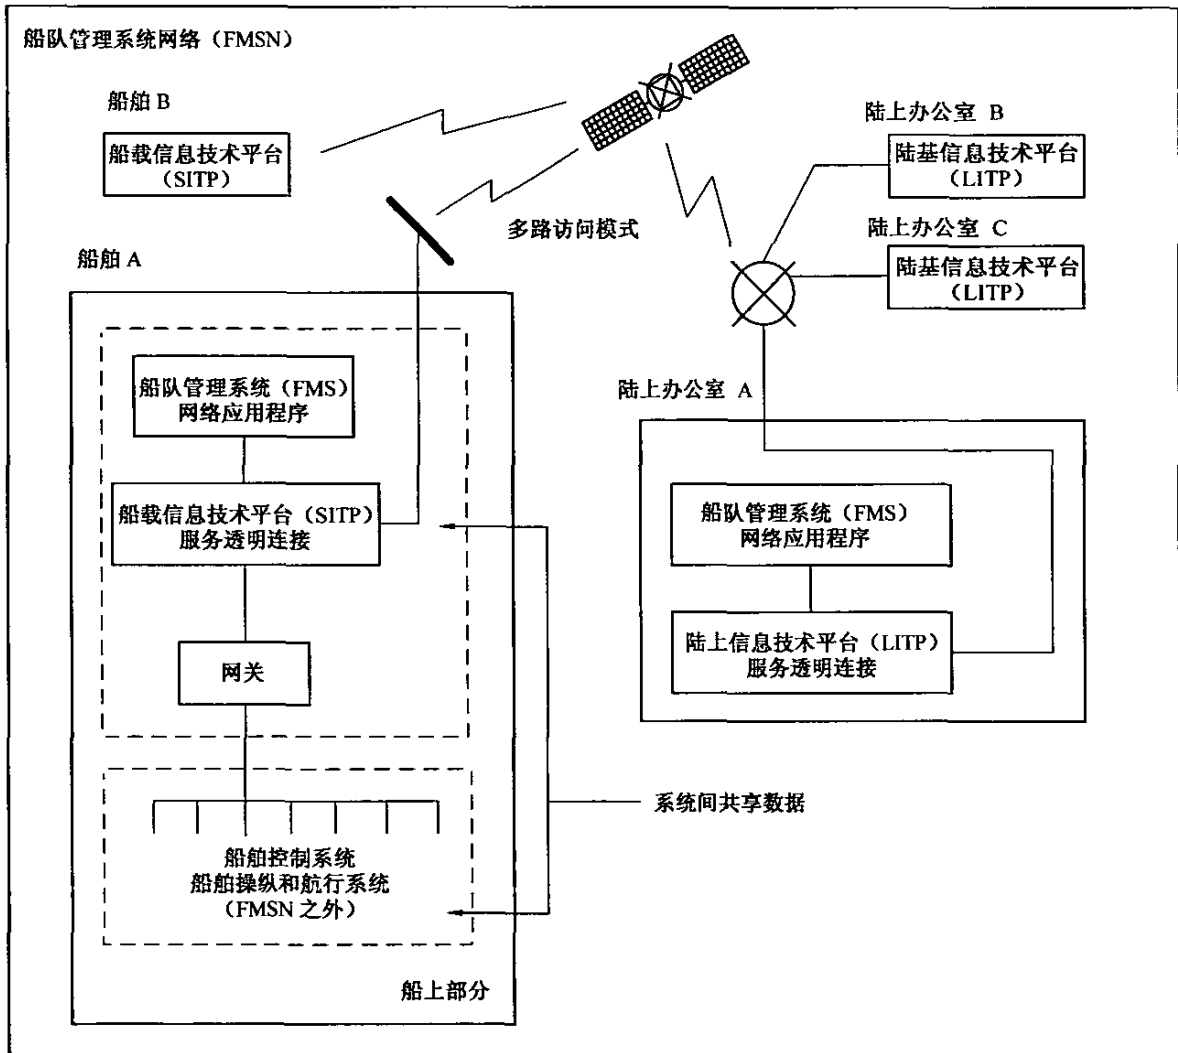 船队管理系统网络（FMSN）
船舶 B
船载信息技术平台
（SITP）
陆上办公室 B
陆基信息技术平台
（LITP）
多路访问模式
陆上办公室 C
陆基信息技术平台
（LITP）
船舶 A
船队管理系统（FMS）
网络应用程序
船载信息技术平台（SITP）
服务透明连接
网关
陆上办公室 A
船队管理系统（FMS）
网络应用程序
陆上信息技术平台（LITP）
服务透明连接
系统间共享数据
船舶控制系统
船舶操纵和航行系统
（FMSN 之外）
船上部分